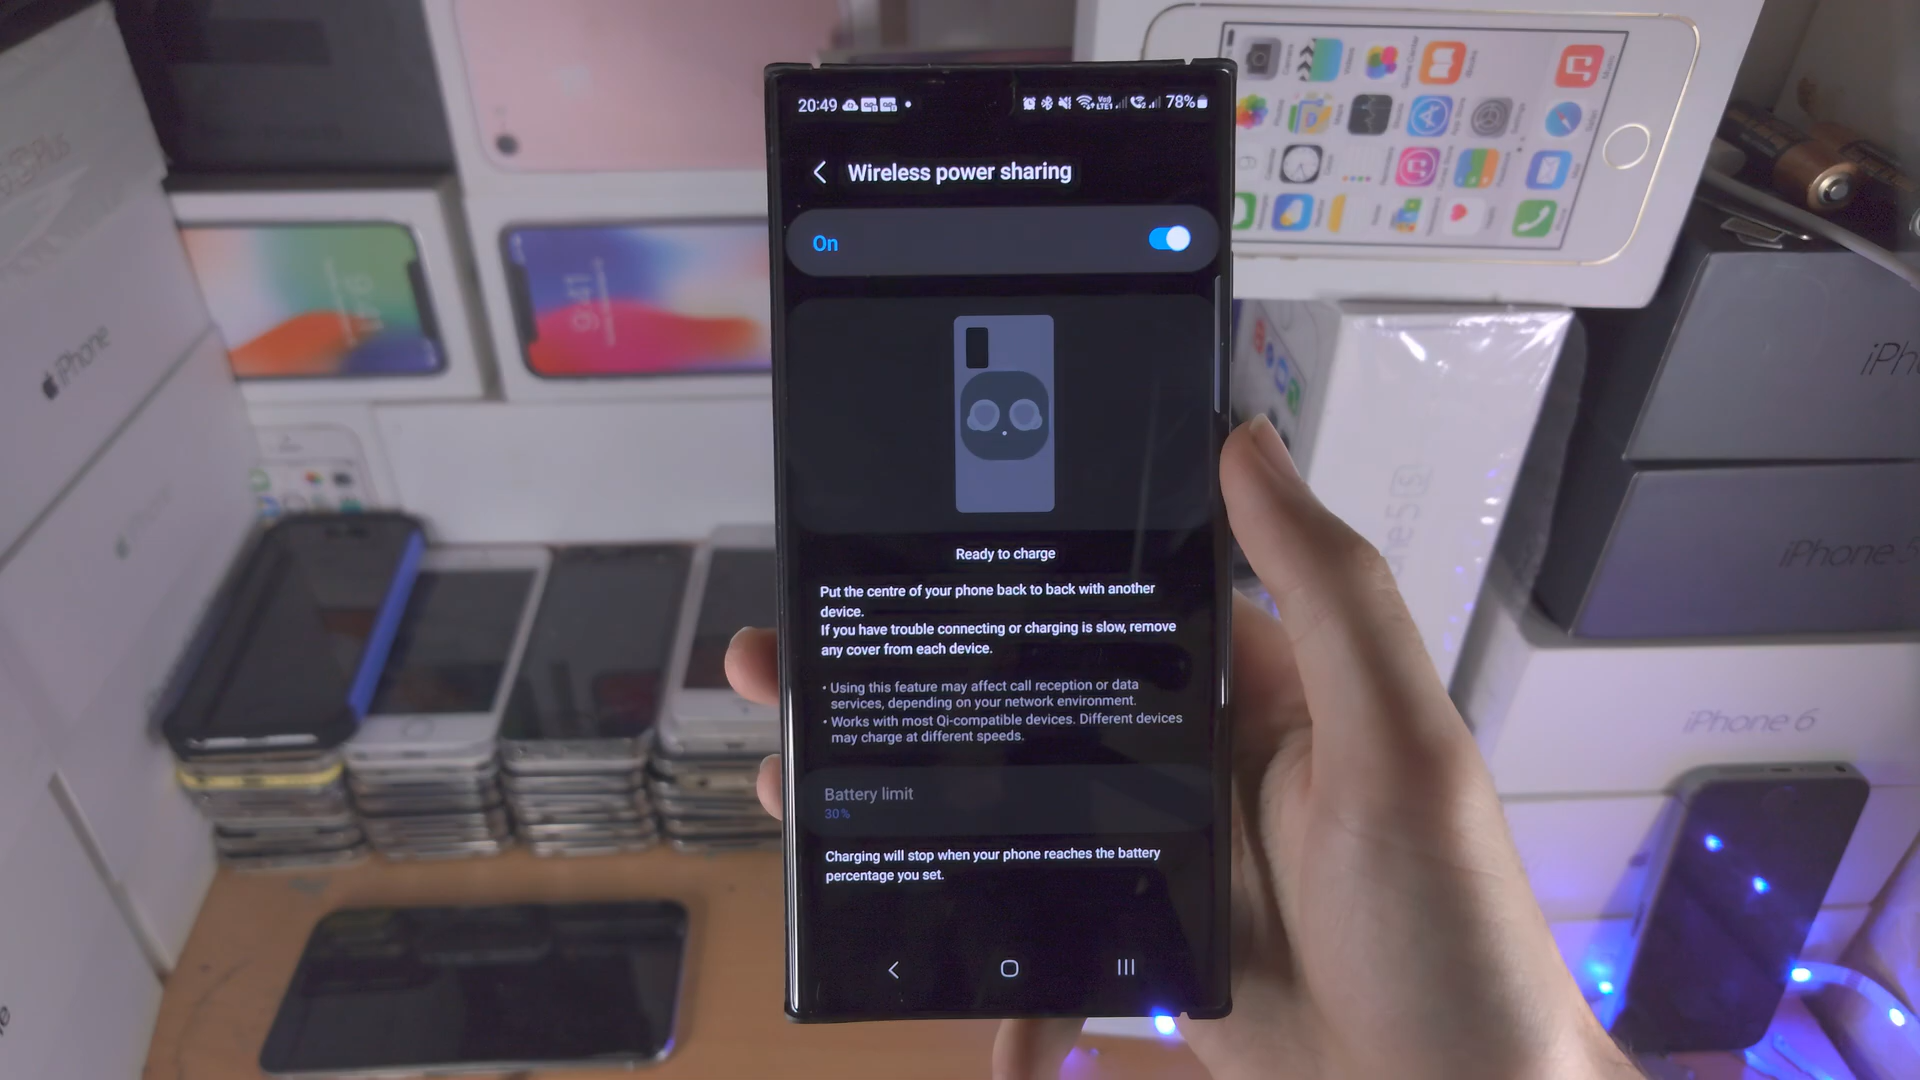 20:49
78%
Wireless power sharing
On
Ready to charge
Put the centre of your phone back to back with another
device.
If you have trouble connecting or charging is slow, remove
any cover from each device.
• Using this feature may affect call reception or data
services, depending on your network environment.
• Works with most Qi-compatible devices. Different devices
may charge at different speeds.
Battery limit
30%
Charging will stop when your phone reaches the battery
percentage you set.
iPhone
9:41
9:41
iPhone 6